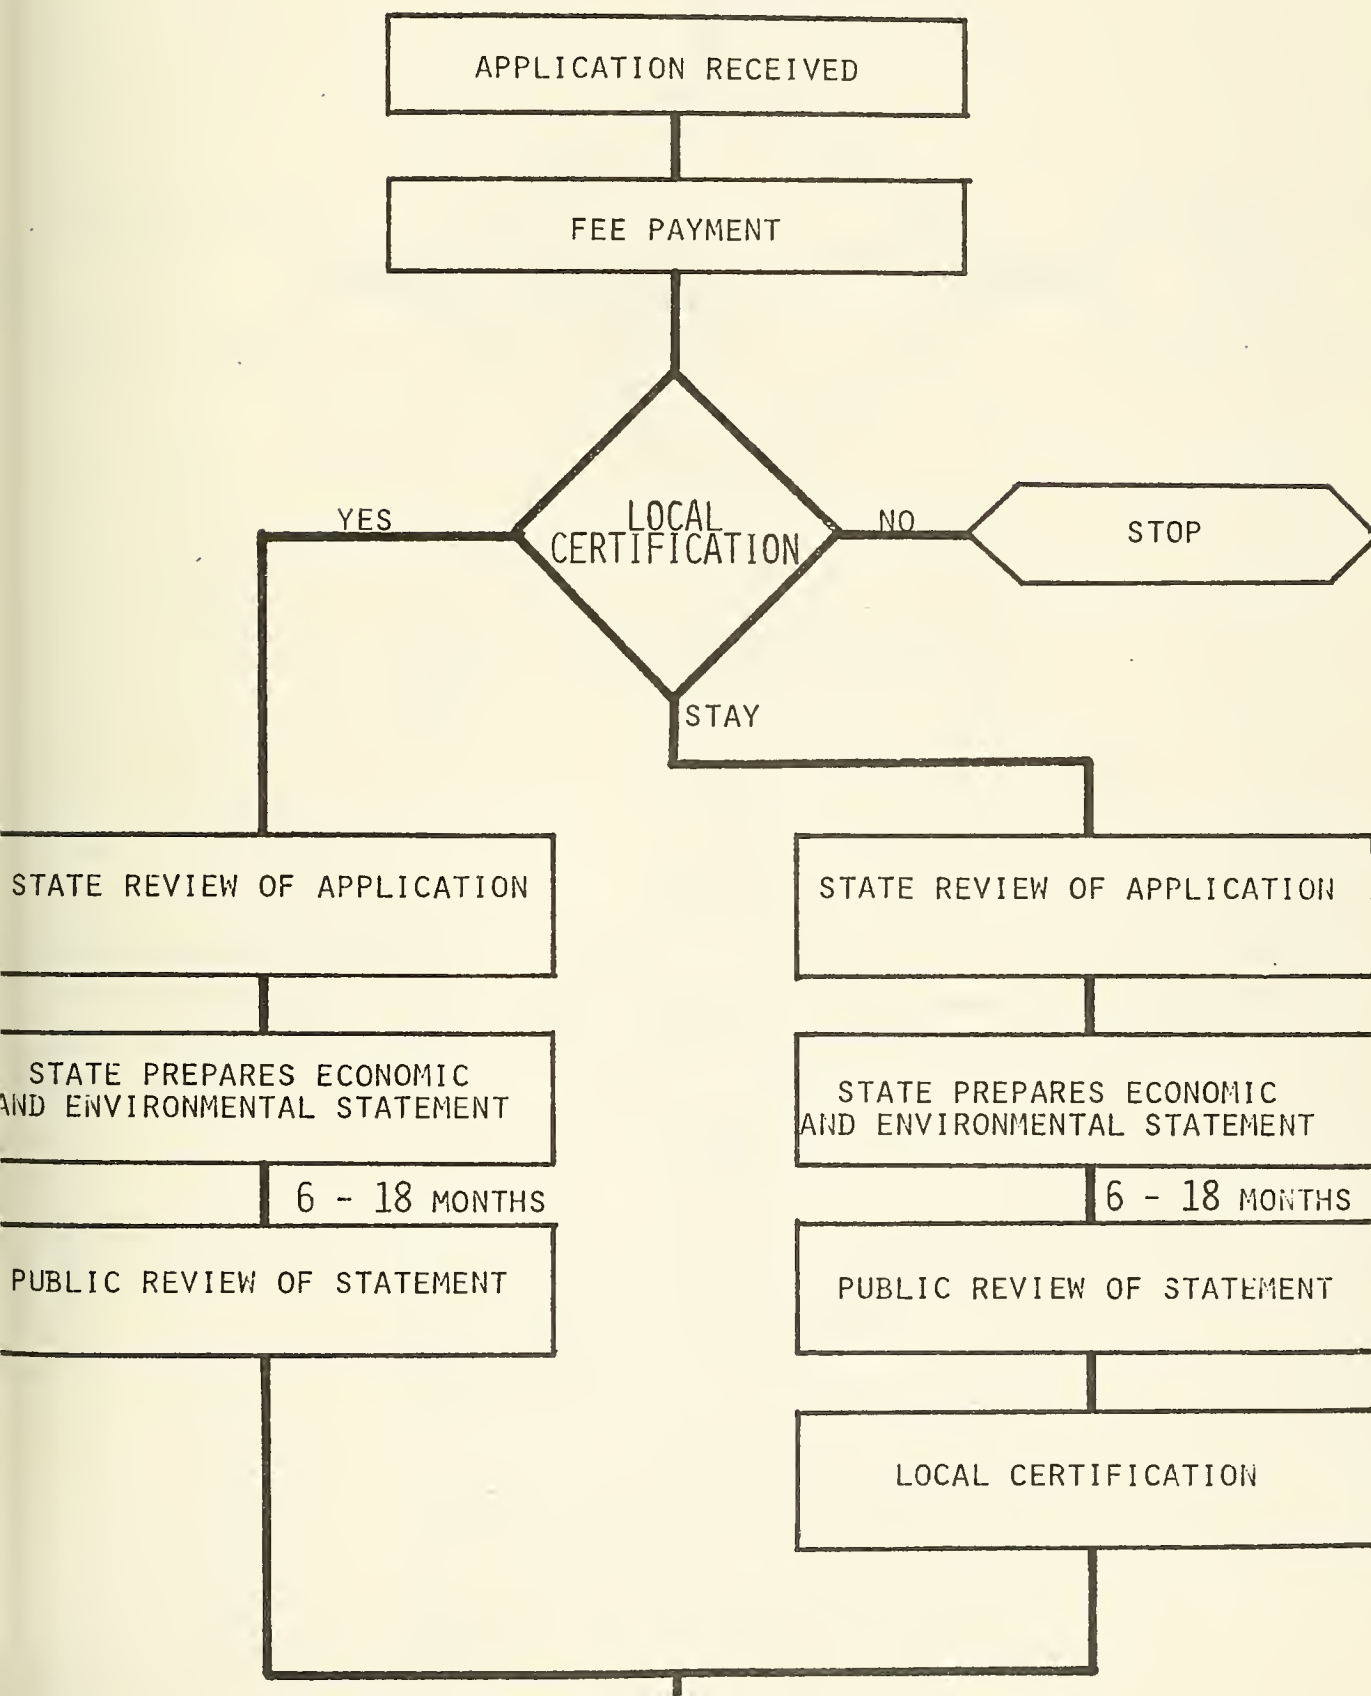 APPLICATION RECEIVED
FEE PAYMENT
LOCAL
CERTIFICATION
YES
NO
STOP
STAY
STATE REVIEW OF APPLICATION
STATE PREPARES ECONOMIC
AND ENVIRONMENTAL STATEMENT
6 - 18 MONTHS
PUBLIC REVIEW OF STATEMENT
STATE REVIEW OF APPLICATION
STATE PREPARES ECONOMIC
AND ENVIRONMENTAL STATEMENT
6 - 18 MONTHS
PUBLIC REVIEW OF STATEMENT
LOCAL CERTIFICATION